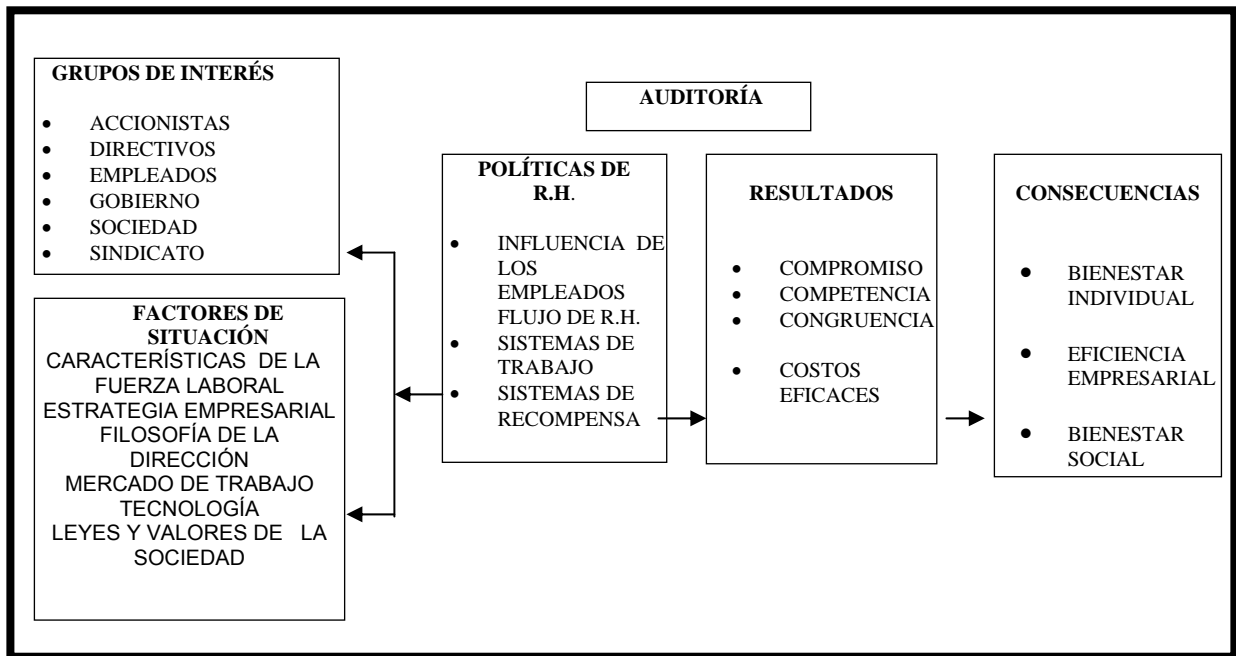 GRUPOS DE INTERÉS
• ACCIONISTAS
• DIRECTIVOS
• EMPLEADOS
• GOBIERNO
• SOCIEDAD
• SINDICATO
FACTORES DE
SITUACIÓN
CARACTERÍSTICAS DE LA
FUERZA LABORAL
ESTRATEGIA EMPRESARIAL
FILOSOFÍA DE LA
DIRECCIÓN
MERCADO DE TRABAJO
TECNOLOGÍA
LEYES Y VALORES DE LA
SOCIEDAD
AUDITORÍA
POLÍTICAS DE
R.H.
• INFLUENCIA DE
LOS
EMPLEADOS
FLUJO DE R.H.
• SISTEMAS DE
TRABAJO
• SISTEMAS DE
RECOMPENSA
RESULTADOS
• COMPROMISO
• COMPETENCIA
• CONGRUENCIA
• COSTOS
EFICACES
CONSECUENCIAS
• BIENESTAR
INDIVIDUAL
• EFICIENCIA
EMPRESARIAL
• BIENESTAR
SOCIAL